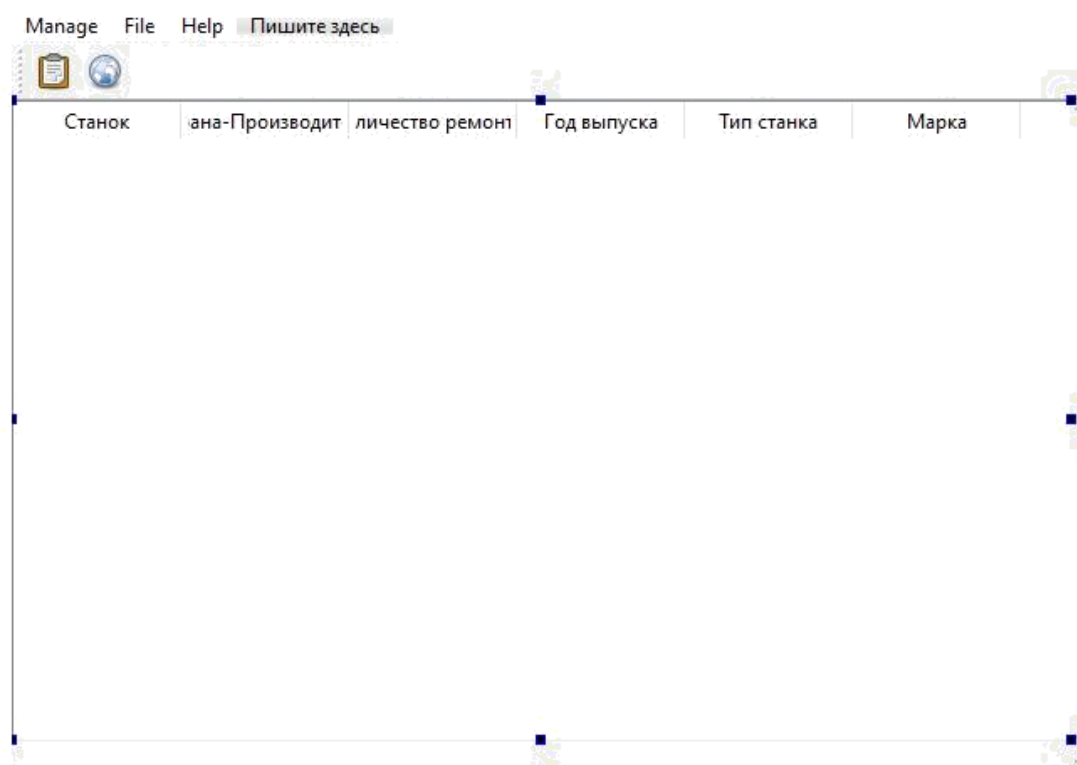 Manage File Help Пишите здесь
Станок ана-Производит личество ремонт Год выпуска Тип станка Марка